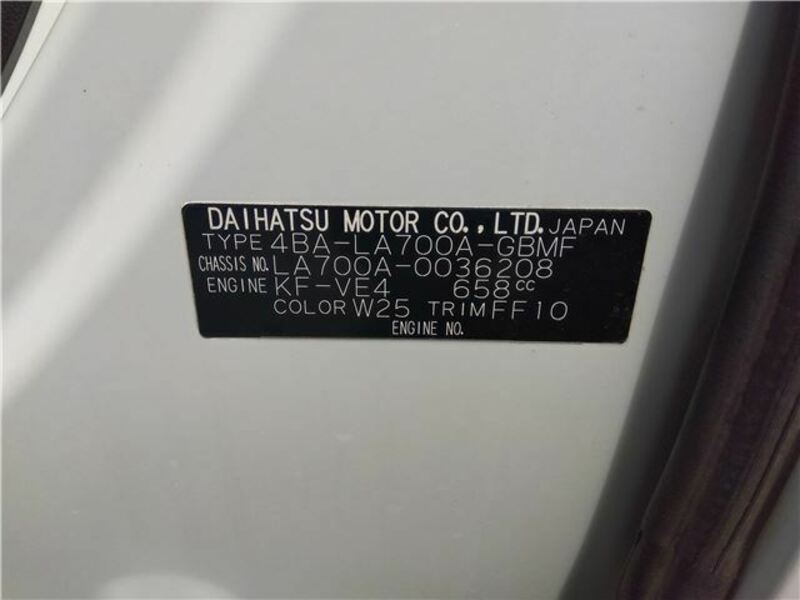 DAIHATSU MOTOR CO., LTD. JAPAN
TYPE 4BA-LA700A-GBMF
CHASSIS NO. LA700A-0036208
ENGINE KF-VE4 658cc
COLOR W25 TRIM FF10
ENGINE NO.